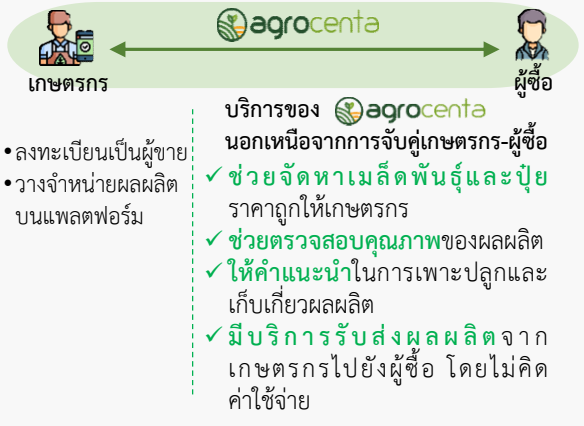 agrocenta
เกษตรกร
ผู้ซื้อ
•ลงทะเบียนเป็นผู้ขาย
•วางจำหน่ายผลผลิต
บนแพลตฟอร์ม
บริการของ agrocenta
นอกเหนือจากการจับคู่เกษตรกร-ผู้ซื้อ
✓ ช่วยจัดหาเมล็ดพันธุ์และปุ๋ย
ราคาถูกให้เกษตรกร
✓ ช่วยตรวจสอบคุณภาพของผลผลิต
✓ ให้คำแนะนำในการเพาะปลูกและ
เก็บเกี่ยวผลผลิต
✓ มีบริการรับส่งผลผลิตจาก
เกษตรกรไปยังผู้ซื้อ โดยไม่คิด
ค่าใช้จ่าย